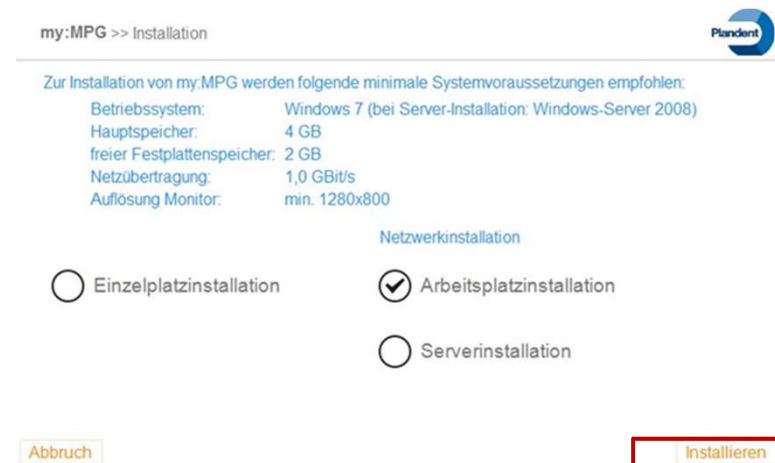 my:MPG >> Installation
Plandent
Zur Installation von my:MPG werden folgende minimale Systemvoraussetzungen empfohlen:
Betriebssystem: Windows 7 (bei Server-Installation: Windows-Server 2008)
Hauptspeicher: 4 GB
freier Festplattenspeicher: 2 GB
Netzübertragung: 1,0 GBit/s
Auflösung Monitor: min. 1280x800
Netzwerkinstallation
Einzelplatzinstallation Arbeitsplatzinstallation
Serverinstallation
Abbruch Installieren